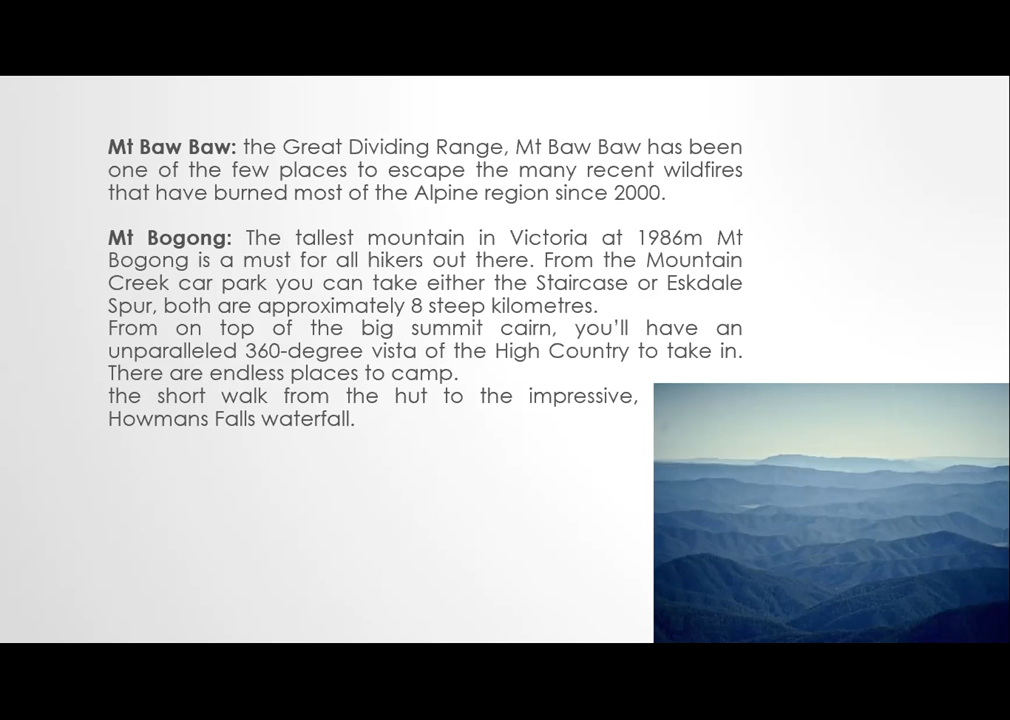 Mt Baw Baw: the Great Dividing Range, Mt Baw Baw has been
one of the few places to escape the many recent wildfires
that have burned most of the Alpine region since 2000.
Mt Bogong: The tallest mountain in Victoria at 1986m Mt
Bogong is a must for all hikers out there. From the Mountain
Creek car park you can take either the Staircase or Eskdale
Spur, both are approximately 8 steep kilometres.
From on top of the big summit cairn, you’ll have an
unparalleled 360-degree vista of the High Country to take in.
There are endless places to camp.
the short walk from the hut to the impressive,
Howmans Falls waterfall.